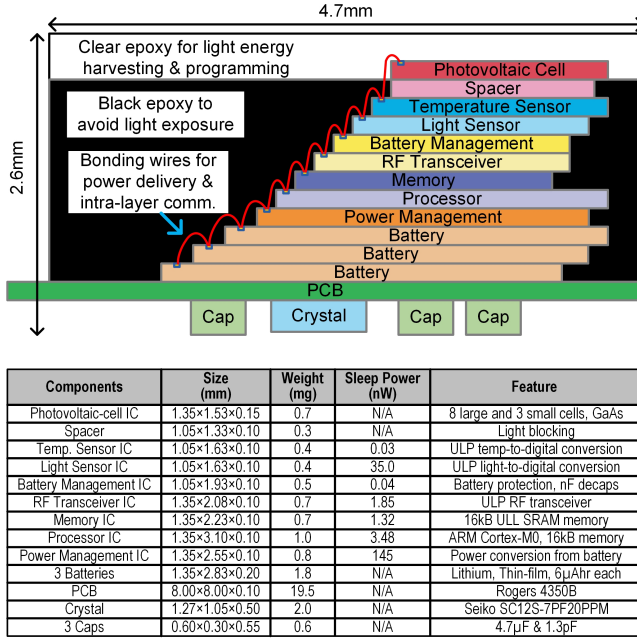 4.7mm
2.6mm
Clear epoxy for light energy
harvesting & programming
Black epoxy to
avoid light exposure
Bonding wires for
power delivery &
intra-layer comm.
Photovoltaic Cell
Spacer
Temperature Sensor
Light Sensor
Battery Management
RF Transceiver
Memory
Processor
Power Management
Battery
Battery
Battery
PCB
Cap Crystal Cap Cap
Components Size (mm) Weight (mg) Sleep Power (nW) Feature
Photovoltaic-cell IC 1.35×1.53×0.15 0.7 N/A 8 large and 3 small cells, GaAs
Spacer 1.05×1.33×0.10 0.3 N/A Light blocking
Temp. Sensor IC 1.05×1.63×0.10 0.4 0.03 ULP temp-to-digital conversion
Light Sensor IC 1.05×1.63×0.10 0.4 35.0 ULP light-to-digital conversion
Battery Management IC 1.05×1.93×0.10 0.5 0.04 Battery protection, nF decaps
RF Transceiver IC 1.35×2.08×0.10 0.7 1.85 ULP RF transceiver
Memory IC 1.35×2.23×0.10 0.7 1.32 16kB ULL SRAM memory
Processor IC 1.35×3.10×0.10 1.0 3.48 ARM Cortex-M0, 16kB memory
Power Management IC 1.35×2.55×0.10 0.8 145 Power conversion from battery
3 Batteries 1.35×2.83×0.20 1.8 N/A Lithium, Thin-film, 6µAhr each
PCB 8.00×8.00×0.10 19.5 N/A Rogers 4350B
Crystal 1.27×1.05×0.50 2.0 N/A Seiko SC12S-7PF20PPM
3 Caps 0.60×0.30×0.55 0.6 N/A 4.7µF & 1.3pF